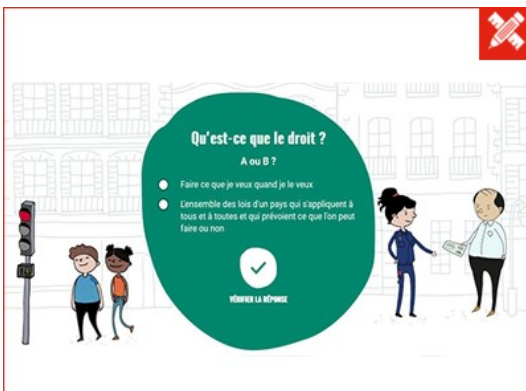 Qu'est-ce que le droit ?
A ou B ?
Faire ce que je veux quand je le veux
L'ensemble des lois d'un pays qui s'appliquent à
tous et à toutes et qui prévoient ce que l'on peut
faire ou non
VÉRIFIER LA RÉPONSE